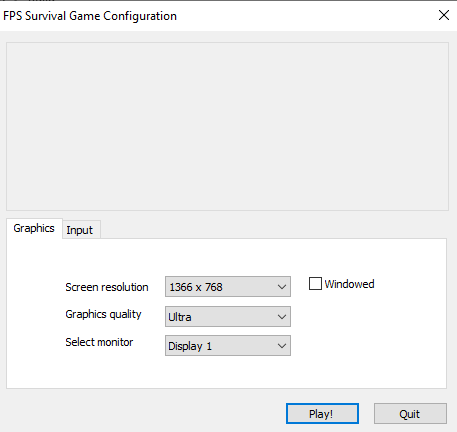 FPS Survival Game Configuration
Graphics Input
Screen resolution 1366 x 768 Windowed
Graphics quality Ultra
Select monitor Display 1
Play! Quit